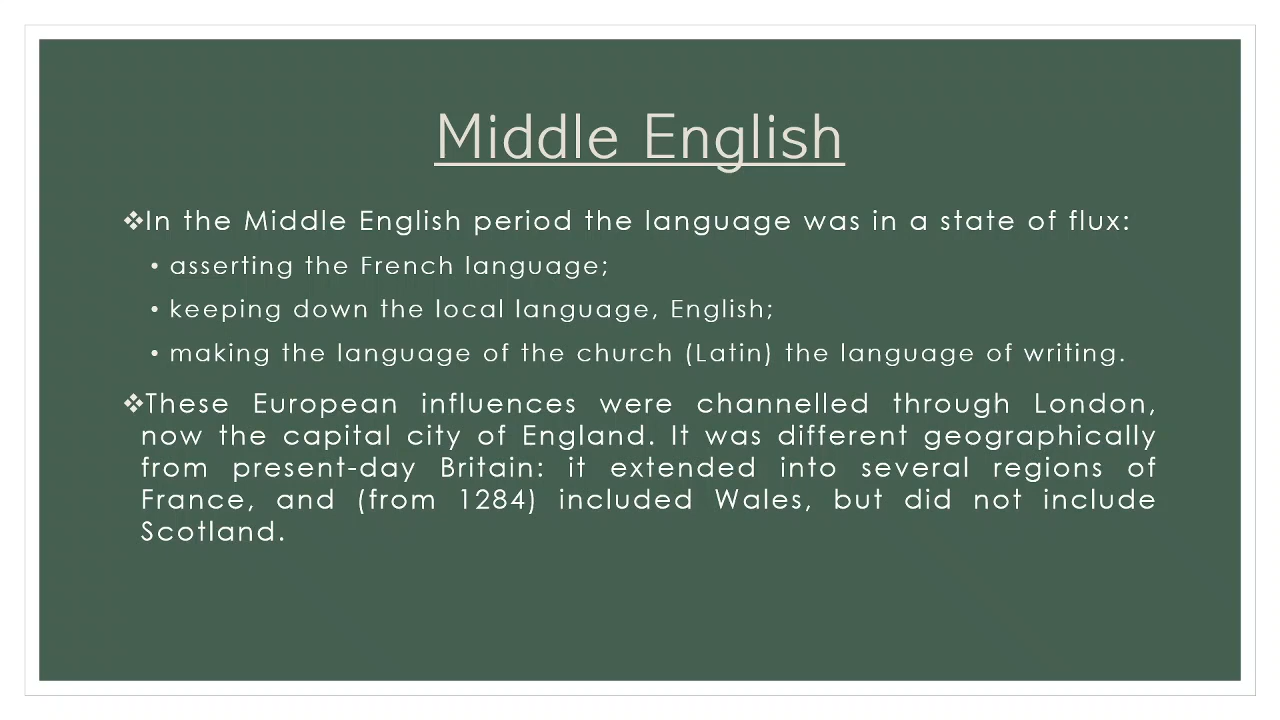 Middle English
❖In the Middle English period the language was in a state of flux:
• asserting the French language;
• keeping down the local language, English;
• making the language of the church (Latin) the language of writing.
❖These European influences were channelled through London,
now the capital city of England. It was different geographically
from present-day Britain: it extended into several regions of
France, and (from 1284) included Wales, but did not include
Scotland.